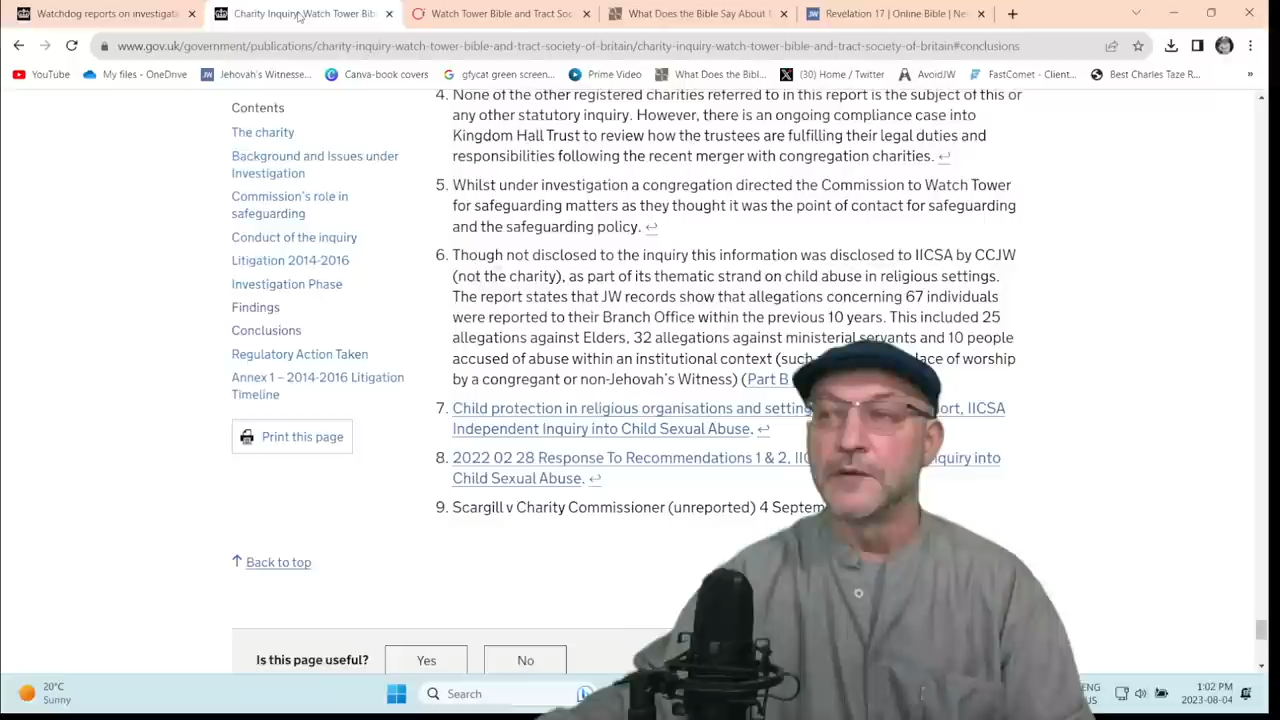 Watchdog reports on investigati
Charity Inquiry: Watch Tower Bib
Watch Tower Bible and Tract Soc
What Does the Bible Say About
Revelation 17 | Online Bible | Ne
www.gov.uk/government/publications/charity-inquiry-watch-tower-bible-and-tract-society-of-britain/charity-inquiry-watch-tower-bible-and-tract-society-of-britain#conclusions
YouTube
My files - OneDrive
Jehovah's Witnesse...
Canva-book covers
gfycat green screen...
Prime Video
What Does the Bibl...
(30) Home / Twitter
AvoidJW
FastComet - Client...
Best Charles Taze R...
Contents
The charity
Background and Issues under
Investigation
Commission's role in
safeguarding
Conduct of the inquiry
Litigation 2014-2016
Investigation Phase
Findings
Conclusions
Regulatory Action Taken
Annex 1 – 2014-2016 Litigation
Timeline
Print this page
4. None of the other registered charities referred to in this report is the subject of this or
any other statutory inquiry. However, there is an ongoing compliance case into
Kingdom Hall Trust to review how the trustees are fulfilling their legal duties and
responsibilities following the recent merger with congregation charities.
5. Whilst under investigation a congregation directed the Commission to Watch Tower
for safeguarding matters as they thought it was the point of contact for safeguarding
and the safeguarding policy.
6. Though not disclosed to the inquiry this information was disclosed to IICSA by CCJW
(not the charity), as part of its thematic strand on child abuse in religious settings.
The report states that JW records show that allegations concerning 67 individuals
were reported to their Branch Office within the previous 10 years. This included 25
allegations against Elders, 32 allegations against ministerial servants and 10 people
accused of abuse within an institutional context (such lace of worship
by a congregant or non-Jehovah's Witness) (Part B
7. Child protection in religious organisations and setting ort, IICSA
Independent Inquiry into Child Sexual Abuse.
8. 2022 02 28 Response To Recommendations 1 & 2, IIC nquiry into
Child Sexual Abuse.
9. Scargill v Charity Commissioner (unreported) 4 Septem
Back to top
Is this page useful?
Yes
No
20°C
Sunny
Search
ENG
US
1:02 PM
2023-08-04